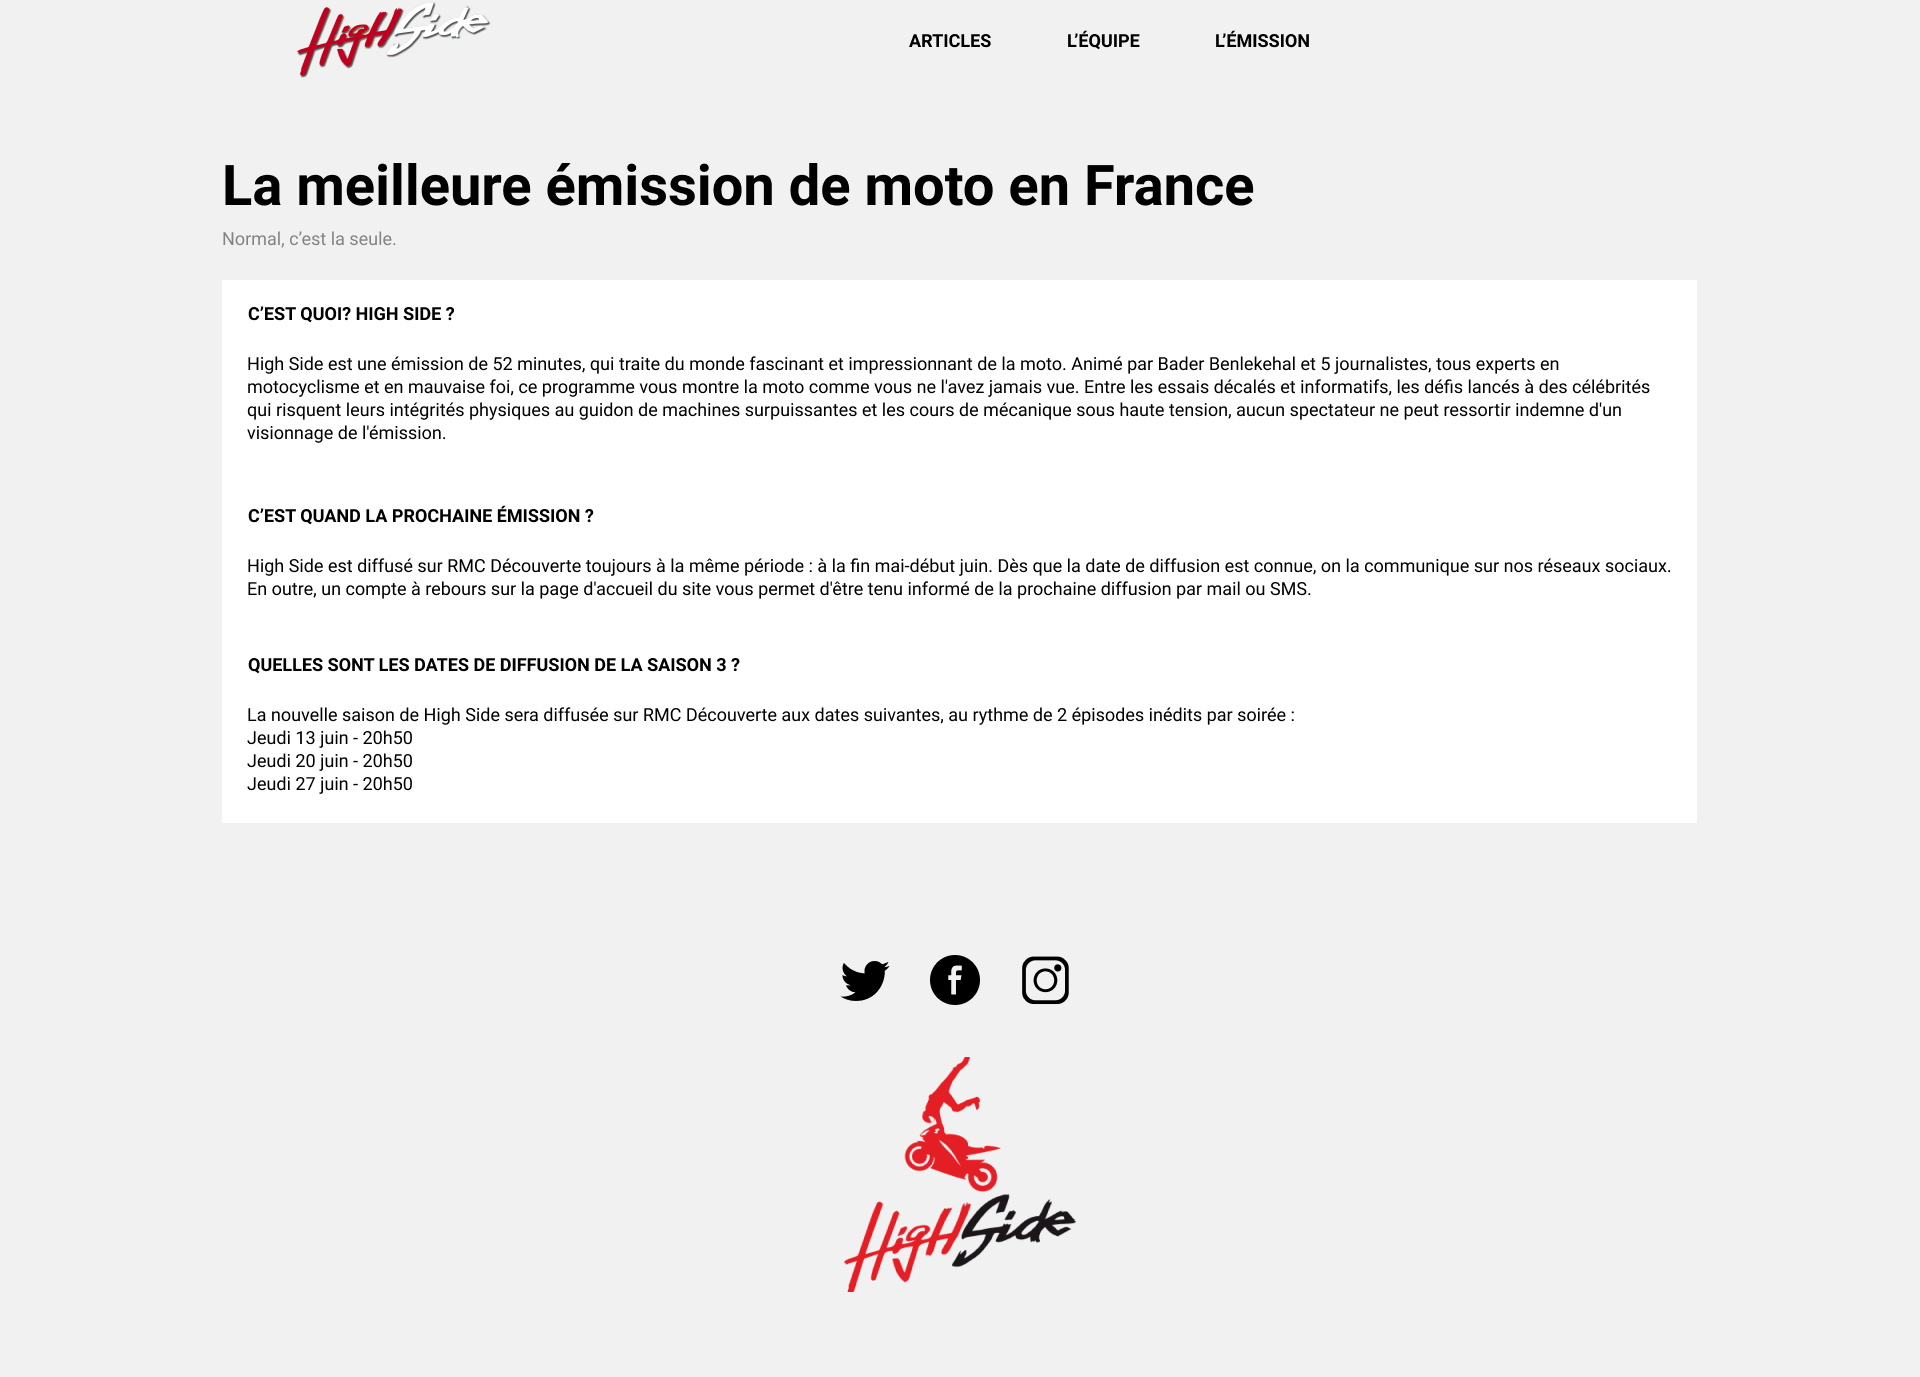 HigH Side
ARTICLES
L’ÉQUIPE
L’ÉMISSION
La meilleure émission de moto en France
Normal, c’est la seule.
C’EST QUOI? HIGH SIDE ?
High Side est une émission de 52 minutes, qui traite du monde fascinant et impressionnant de la moto. Animé par Bader Benlekehal et 5 journalistes, tous experts en
motocyclisme et en mauvaise foi, ce programme vous montre la moto comme vous ne l'avez jamais vue. Entre les essais décalés et informatifs, les défis lancés à des célébrités
qui risquent leurs intégrités physiques au guidon de machines surpuissantes et les cours de mécanique sous haute tension, aucun spectateur ne peut ressortir indemne d'un
visionnage de l'émission.
C’EST QUAND LA PROCHAINE ÉMISSION ?
High Side est diffusé sur RMC Découverte toujours à la même période : à la fin mai-début juin. Dès que la date de diffusion est connue, on la communique sur nos réseaux sociaux.
En outre, un compte à rebours sur la page d'accueil du site vous permet d'être tenu informé de la prochaine diffusion par mail ou SMS.
QUELLES SONT LES DATES DE DIFFUSION DE LA SAISON 3 ?
La nouvelle saison de High Side sera diffusée sur RMC Découverte aux dates suivantes, au rythme de 2 épisodes inédits par soirée :
Jeudi 13 juin - 20h50
Jeudi 20 juin - 20h50
Jeudi 27 juin - 20h50
HigH Side